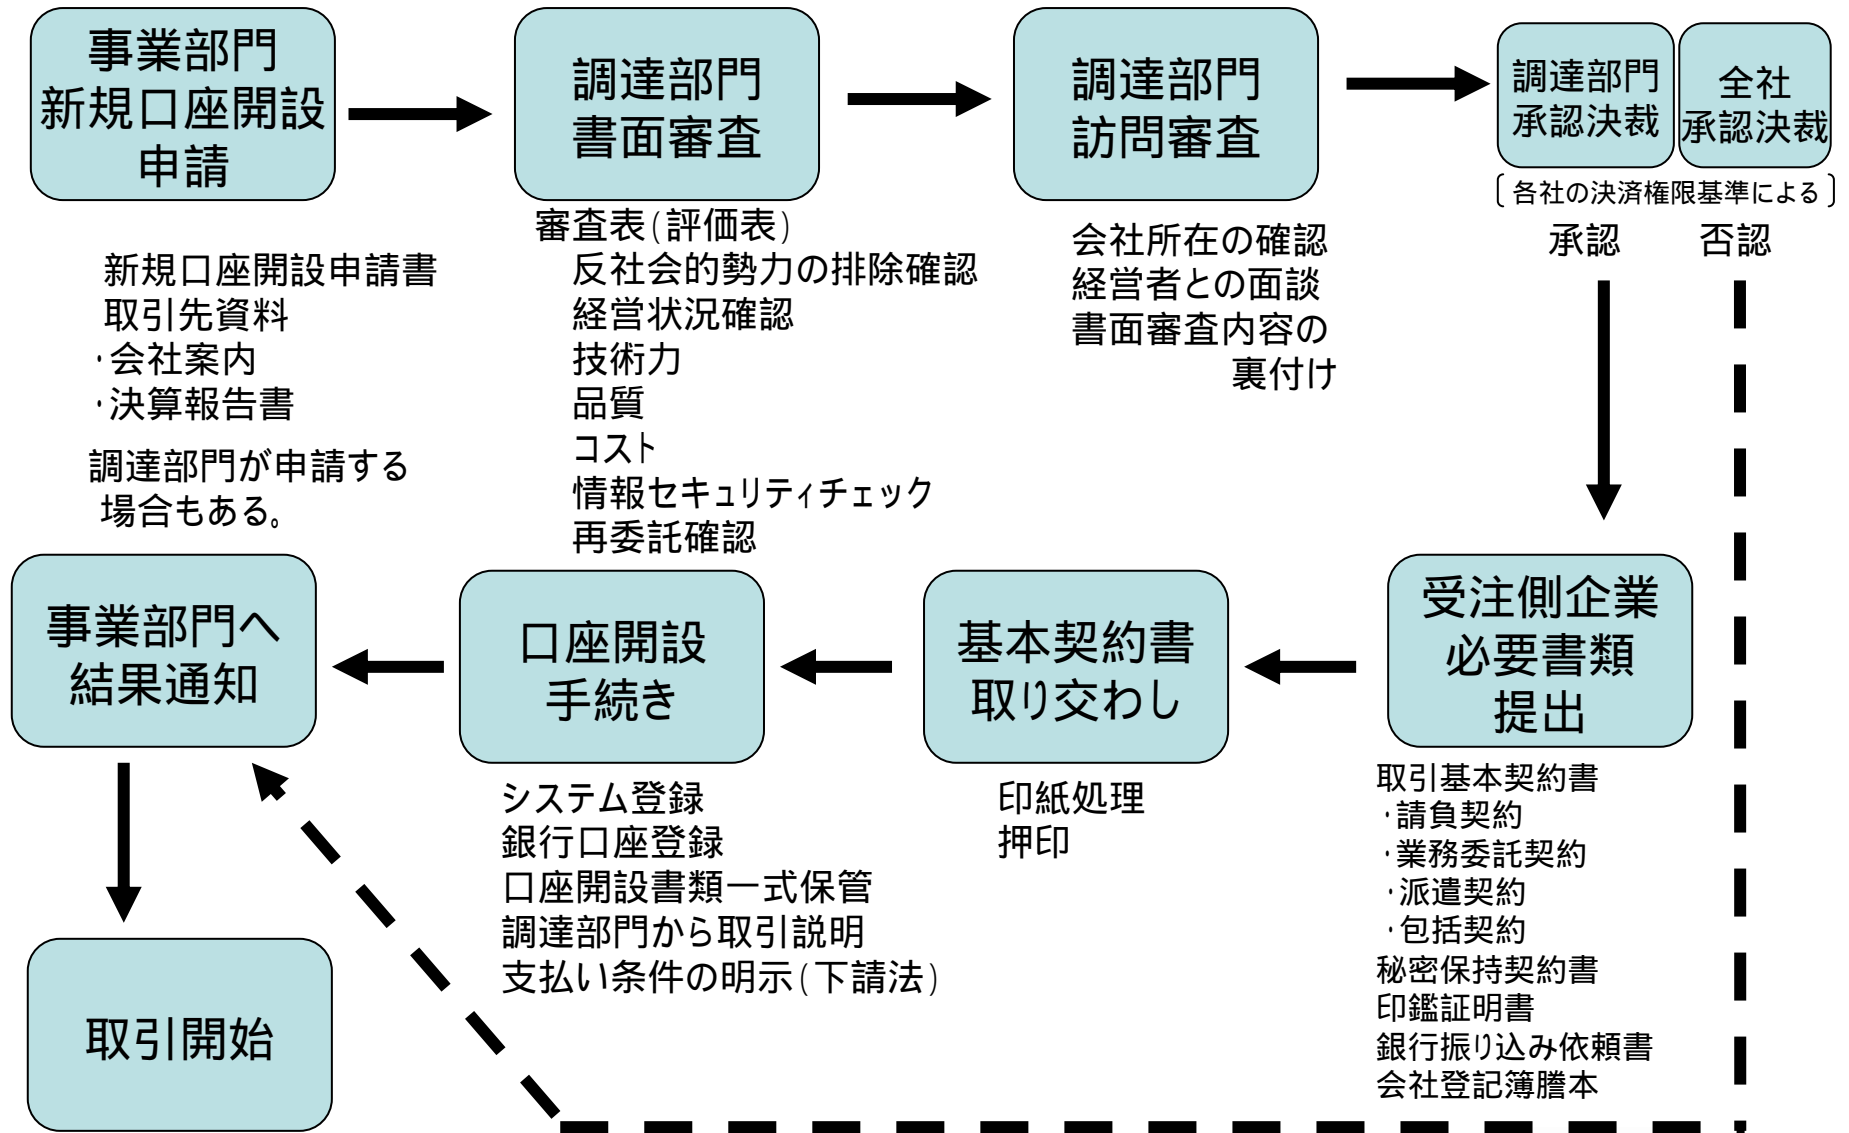 事業部門
新規口座開設
申請
調達部門
書面審査
調達部門
訪問審査
調達部門
承認決裁
全社
承認決裁
〔各社の決済権限基準による〕
承認
否認
新規口座開設申請書
取引先資料
・会社案内
・決算報告書
調達部門が申請する
場合もある。
審査表(評価表)
反社会的勢力の排除確認
経営状況確認
技術力
品質
コスト
情報セキュリティチェック
再委託確認
会社所在の確認
経営者との面談
書面審査内容の
裏付け
受注側企業
必要書類
提出
取引基本契約書
・請負契約
・業務委託契約
・派遣契約
・包括契約
秘密保持契約書
印鑑証明書
銀行振り込み依頼書
会社登記簿謄本
基本契約書
取り交わし
印紙処理
押印
口座開設
手続き
システム登録
銀行口座登録
口座開設書類一式保管
調達部門から取引説明
支払い条件の明示(下請法)
事業部門へ
結果通知
取引開始